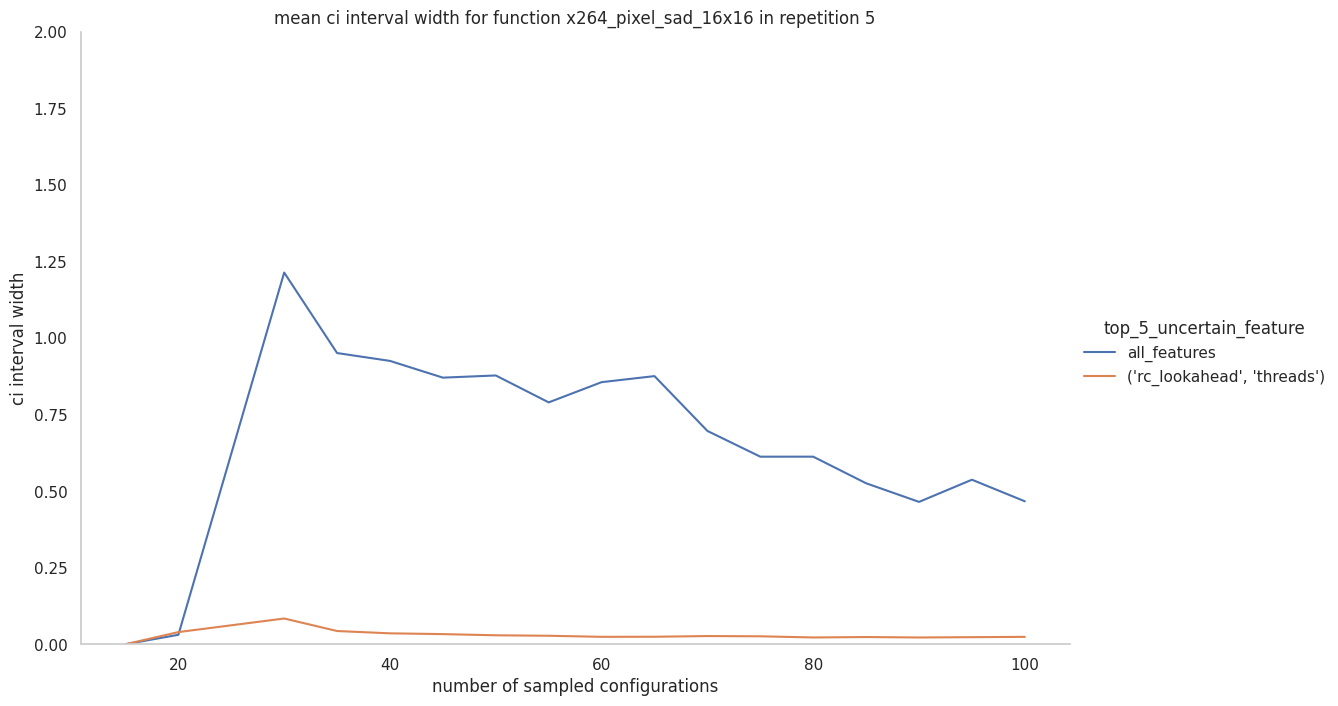 mean ci interval width for function x264_pixel_sad_16x16 in repetition 5
2.00
1.75
1.50
1.25
1.00
0.75
0.50
0.25
0.00
ci interval width
20
40
60
80
100
number of sampled configurations
top_5_uncertain_feature
all_features
('rc_lookahead', 'threads')